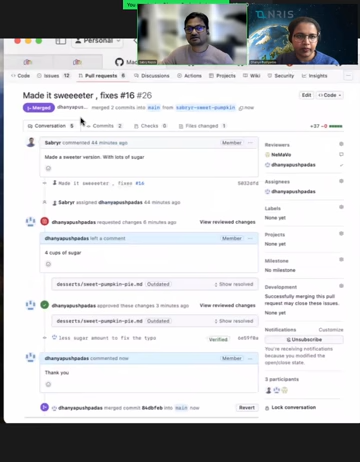 NRIS
Personal
Code Issues 12 Pull requests 6 Discussions Actions Projects Wiki Security Insights
Made it sweeeeter , fixes #16 #26
Edit Code
Merged dhanyapushpa... merged 2 commits into main from sabryr-sweet-pumpkin now
Conversation 5 Commits 2 Checks 0 Files changed 1 +37 -0
Sabryr commented 44 minutes ago Member
Made a sweeter version. With lots of sugar
Made it sweeeter , fixes #16
Sabryr assigned dhanyapushpadas 44 minutes ago
dhanyapushpadas requested changes 6 minutes ago View reviewed changes
dhanyapushpadas left a comment Member
4 cups of sugar
desserts/sweet-pumpkin-pie.md Outdated Show resolved
dhanyapushpadas approved these changes 3 minutes ago View reviewed changes
desserts/sweet-pumpkin-pie.md Outdated Show resolved
less sugar amount to fix the typo Verified
dhanyapushpadas commented now Member
Thank you
dhanyapushpadas merged commit 84dbfeb into main now Revert
Reviewers
NeMaVo
dhanyapushpadas
Assignees
dhanyapushpadas
Labels
None yet
Projects
None yet
Milestone
No milestone
Development
Successfully merging this pull
request may close these issues.
None yet
Notifications Customize
Unsubscribe
You're receiving notifications
because you modified the
open/close state.
3 participants
Lock conversation